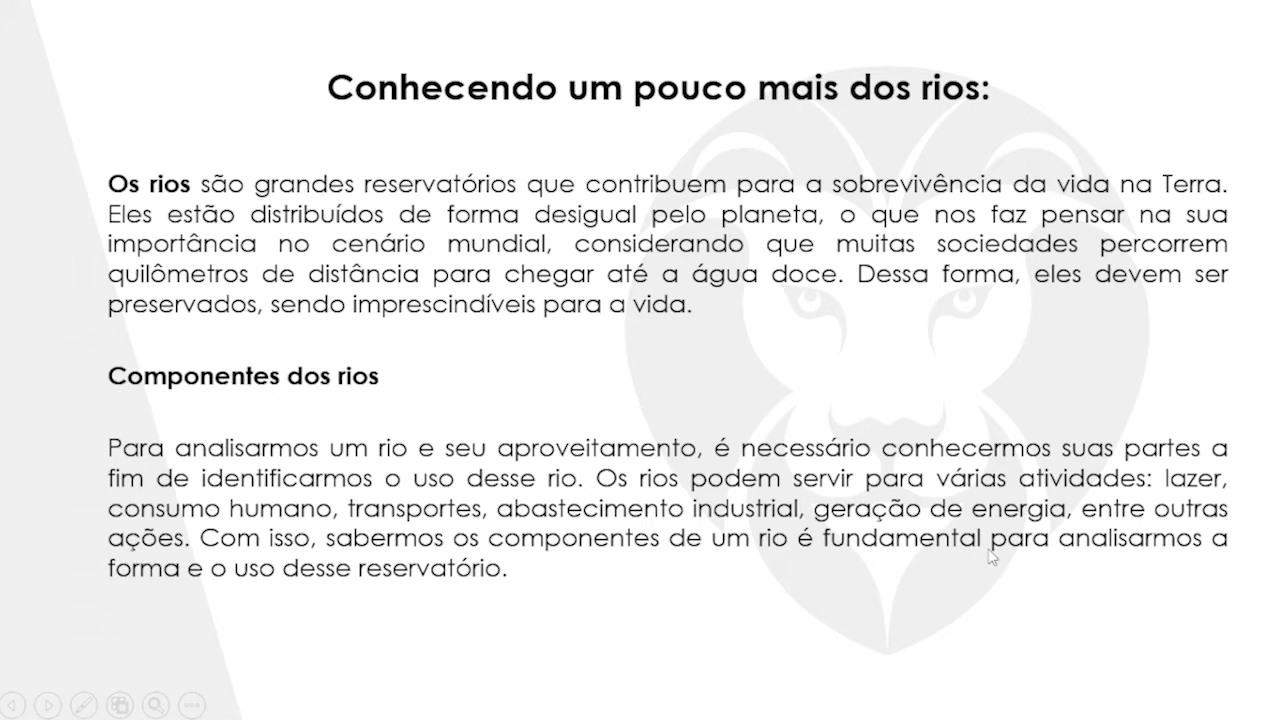 Conhecendo um pouco mais dos rios:
Os rios são grandes reservatórios que contribuem para a sobrevivência da vida na Terra.
Eles estão distribuídos de forma desigual pelo planeta, o que nos faz pensar na sua
importância no cenário mundial, considerando que muitas sociedades percorrem
quilômetros de distância para chegar até a água doce. Dessa forma, eles devem ser
preservados, sendo imprescindíveis para a vida.
Componentes dos rios
Para analisarmos um rio e seu aproveitamento, é necessário conhecermos suas partes a
fim de identificarmos o uso desse rio. Os rios podem servir para várias atividades: lazer,
consumo humano, transportes, abastecimento industrial, geração de energia, entre outras
ações. Com isso, sabermos os componentes de um rio é fundamental para analisarmos a
forma e o uso desse reservatório.